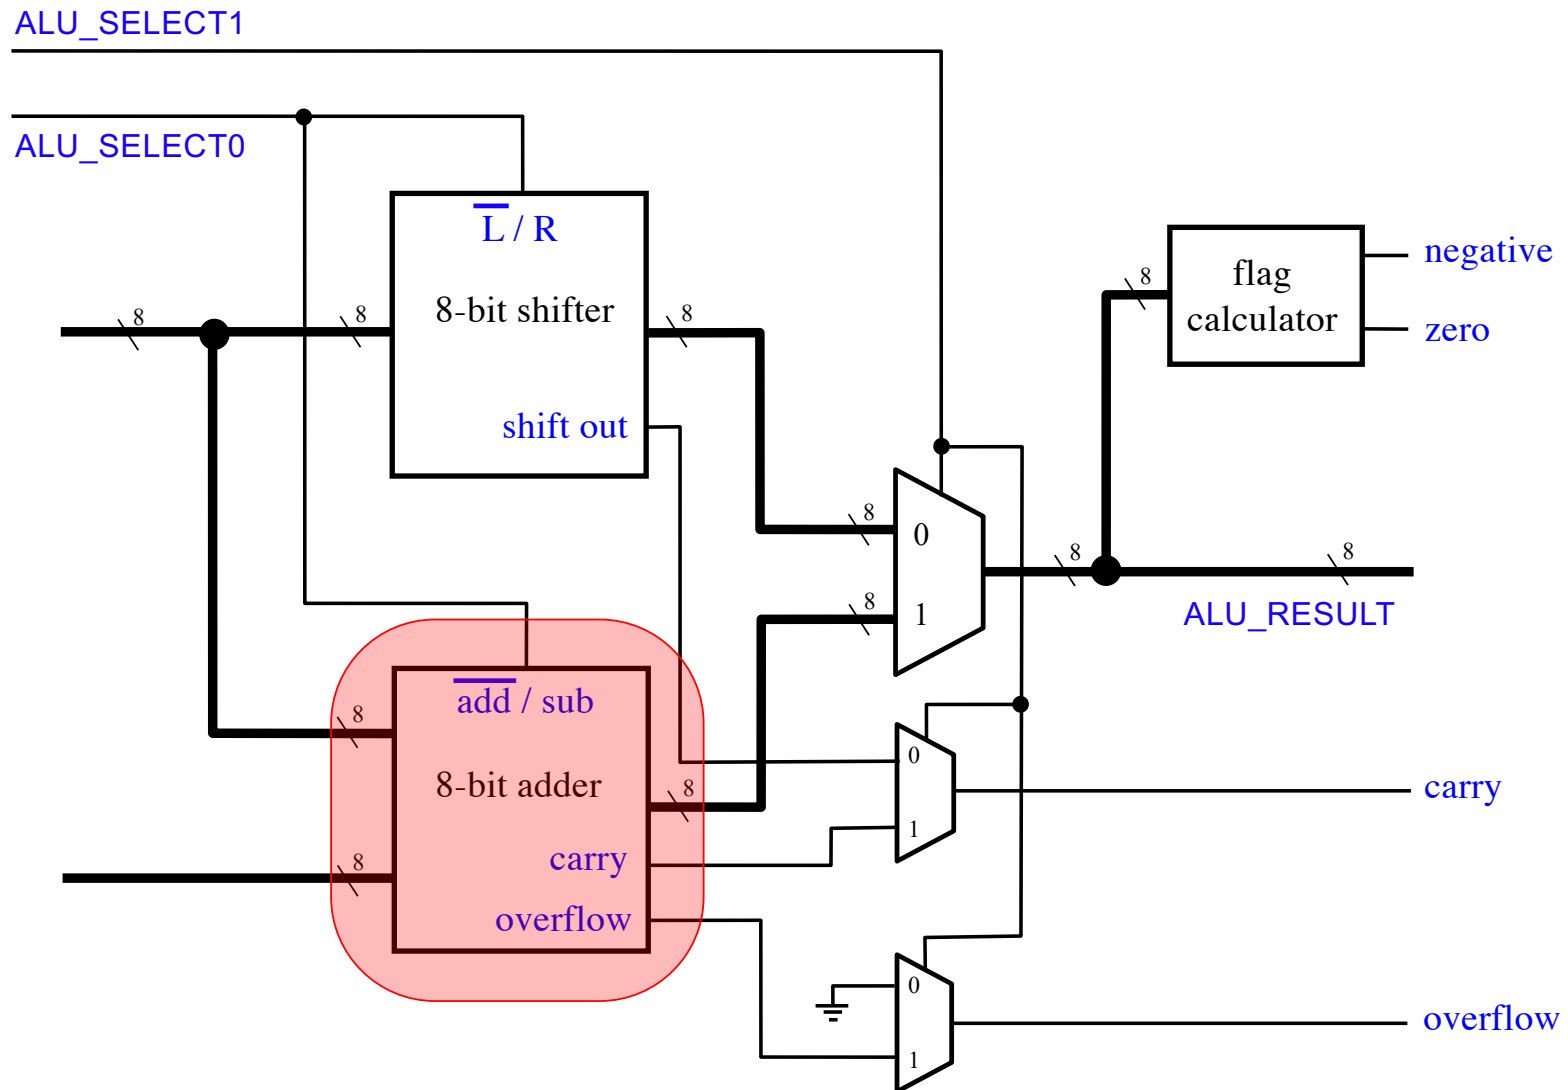 ALU_SELECT1
ALU_SELECT0
L / R
8-bit shifter
shift out
8
8
8
8
8
0
1
8
8
8
flag
calculator
negative
zero
ALU_RESULT
add / sub
8-bit adder
carry
overflow
8
8
8
0
1
carry
0
1
overflow